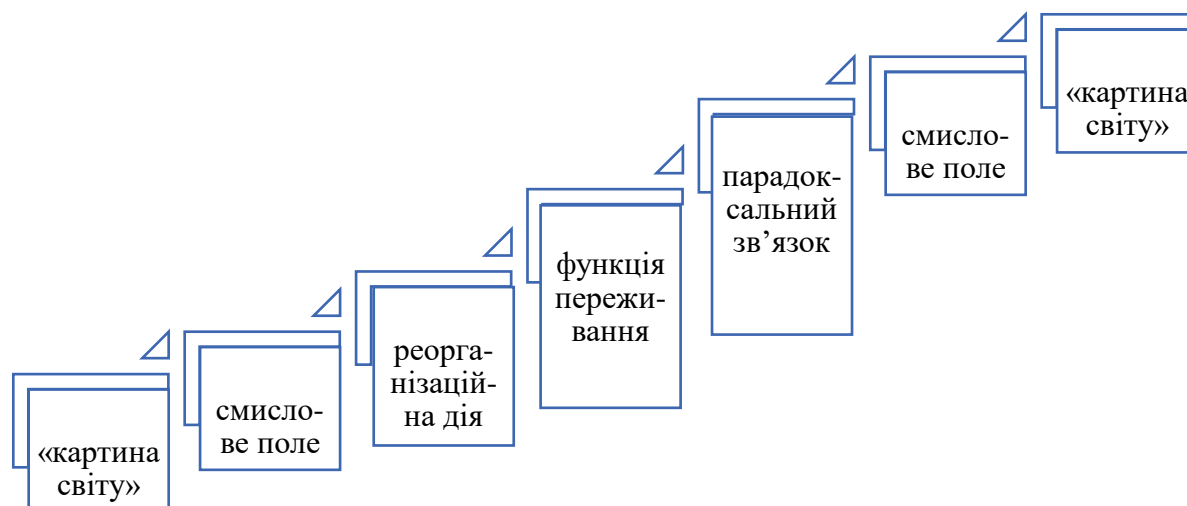 «картина
світу»
смисло-
ве поле
реорга-
нізацій-
на дія
функція
пережи-
вання
парадок-
сальний
зв’язок
смисло-
ве поле
«картина
світу»